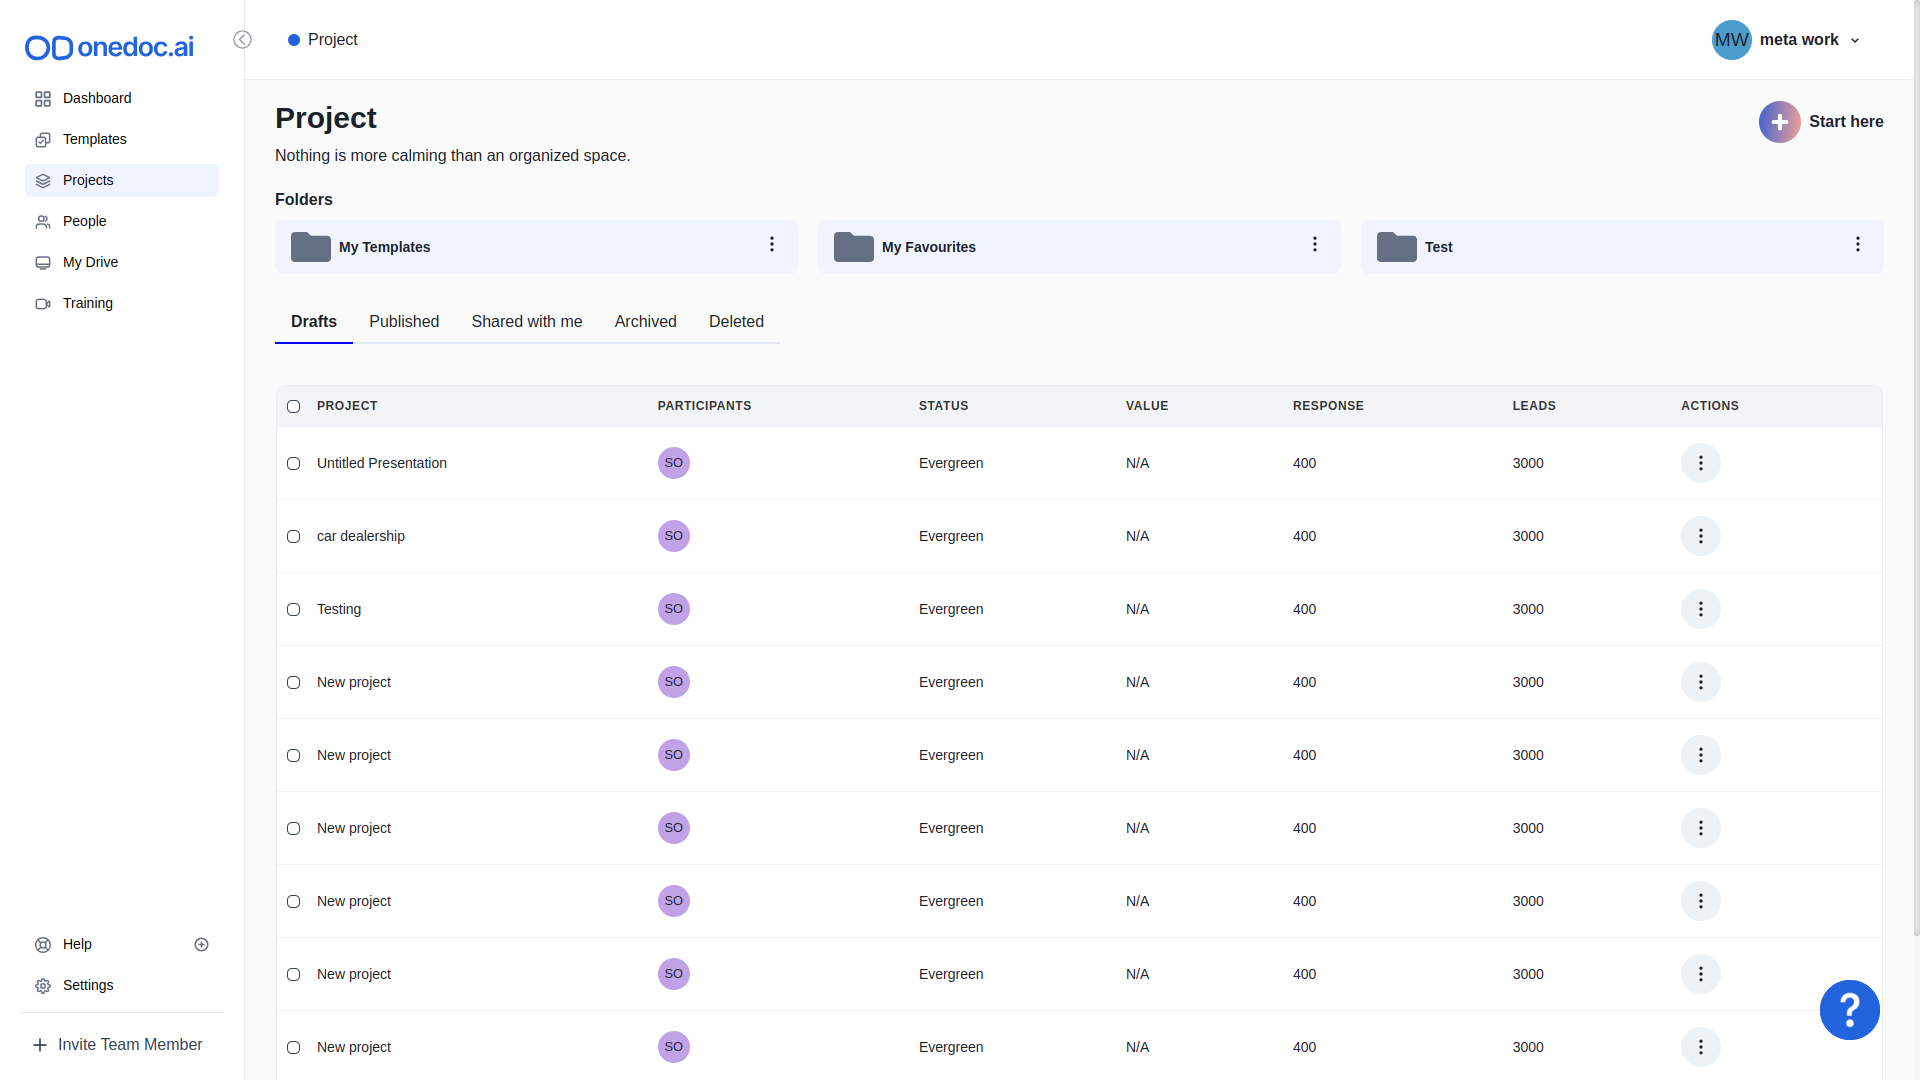 onedoc.ai
Dashboard
Templates
Projects
People
My Drive
Training
Help
Settings
Invite Team Member
Project
MW meta work
Project
Start here
Nothing is more calming than an organized space.
Folders
My Templates
My Favourites
Test
Drafts Published Shared with me Archived Deleted
PROJECT PARTICIPANTS STATUS VALUE RESPONSE LEADS ACTIONS
Untitled Presentation SO Evergreen N/A 400 3000
car dealership SO Evergreen N/A 400 3000
Testing SO Evergreen N/A 400 3000
New project SO Evergreen N/A 400 3000
New project SO Evergreen N/A 400 3000
New project SO Evergreen N/A 400 3000
New project SO Evergreen N/A 400 3000
New project SO Evergreen N/A 400 3000
New project SO Evergreen N/A 400 3000
?